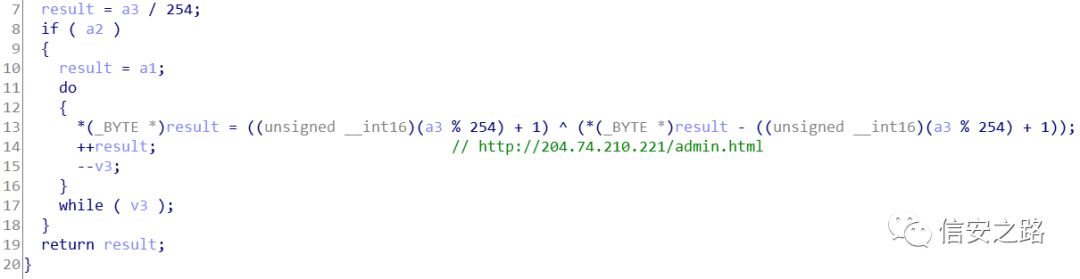 7 result = a3 / 254;
8 if ( a2 )
9 {
10 result = a1;
11 do
12 {
13 *(_BYTE *)result = ((unsigned __int16)(a3 % 254) + 1) ^ (*(_BYTE *)result - ((unsigned __int16)(a3 % 254) + 1));
14 ++result; // http://204.74.210.221/admin.html
15 --v3;
16 }
17 while ( v3 );
18 }
19 return result;
20 }
信安之路